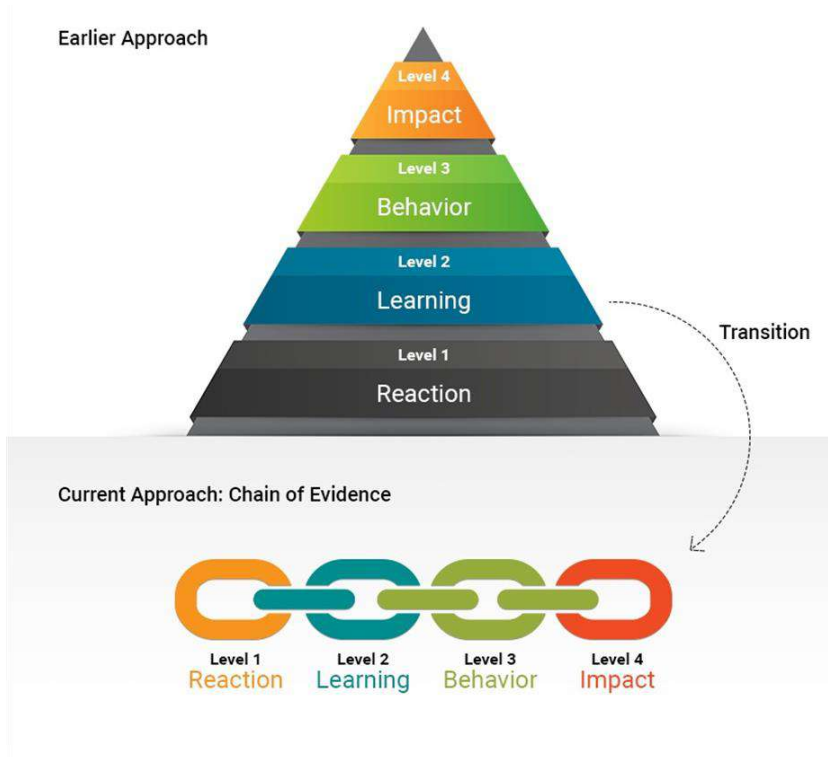 Earlier Approach
Level 4
Impact
Level 3
Behavior
Level 2
Learning
Transition
Level 1
Reaction
Current Approach: Chain of Evidence
Level 1
Reaction
Level 2
Learning
Level 3
Behavior
Level 4
Impact